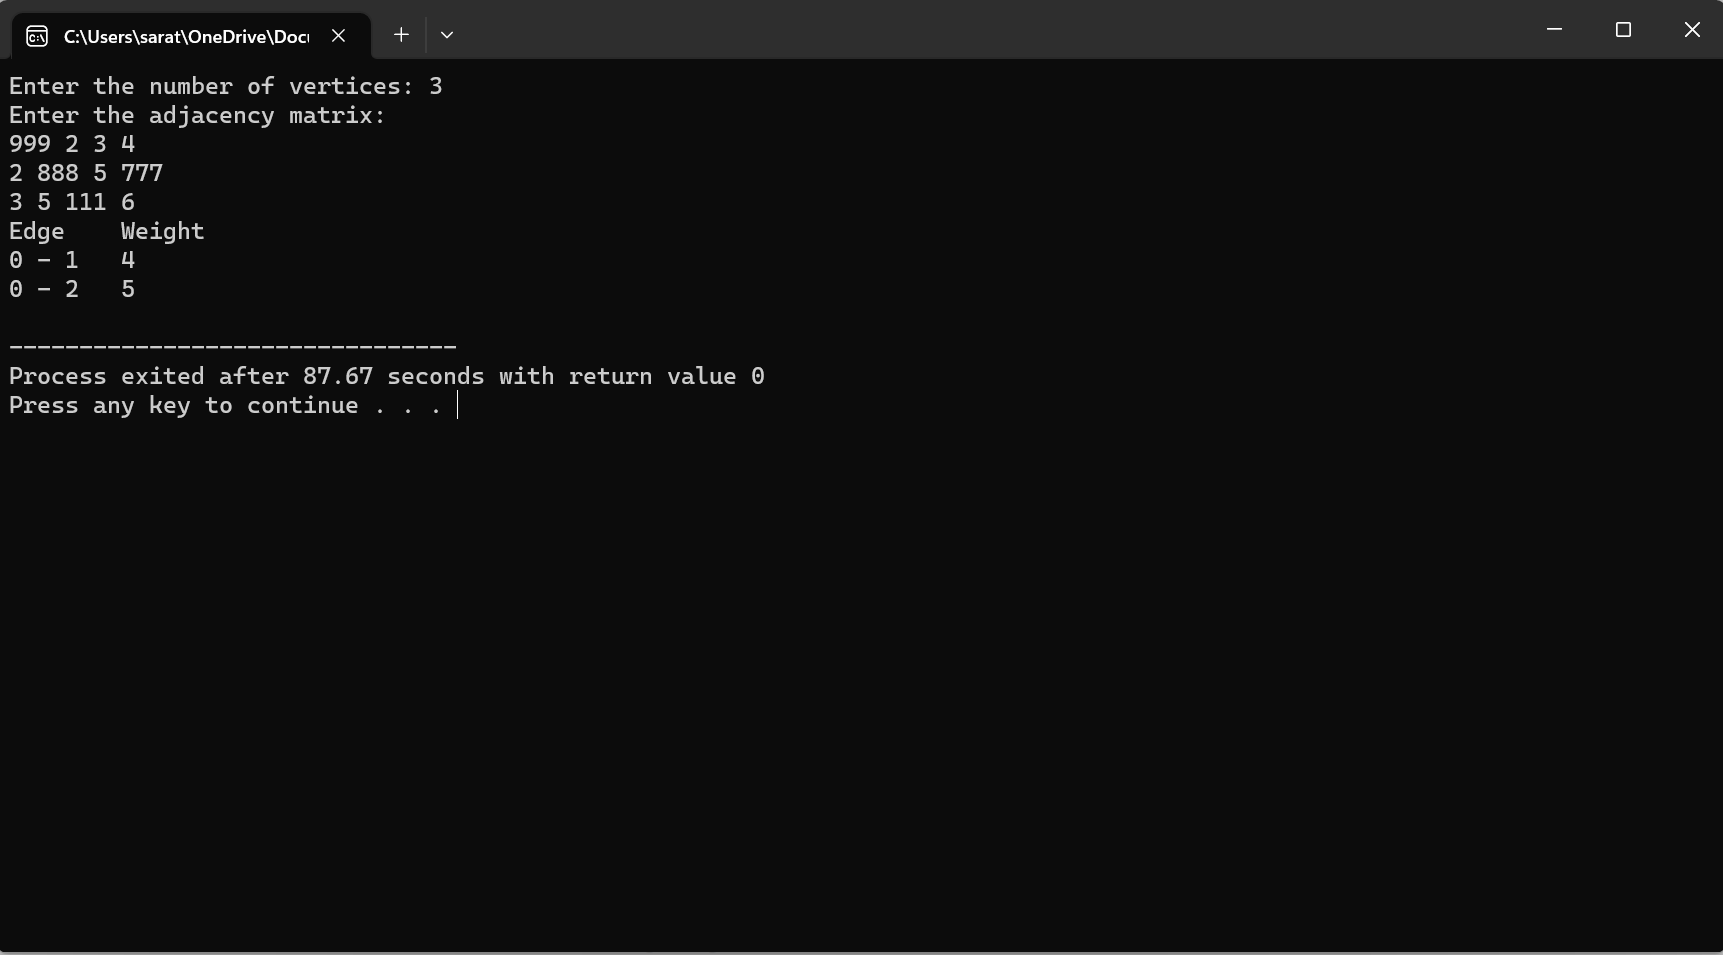 C:\Users\sarat\OneDrive\Docu
Enter the number of vertices: 3
Enter the adjacency matrix:
999 2 3 4
2 888 5 777
3 5 111 6
Edge    Weight
0 - 1   4
0 - 2   5
--------------------------------
Process exited after 87.67 seconds with return value 0
Press any key to continue . . .